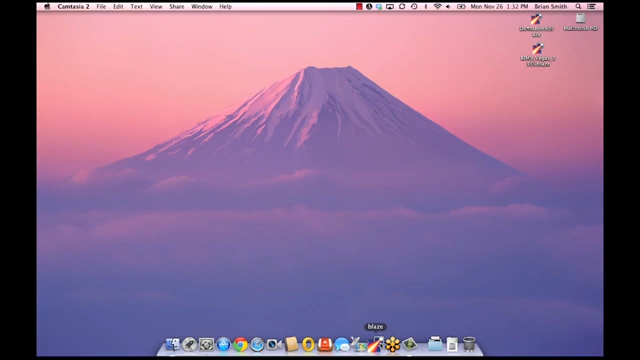 Camtasia 2 File Edit Text View Share Window Help Mon Nov 26 1:32 PM Brian Smith
Macintosh HD
blaze